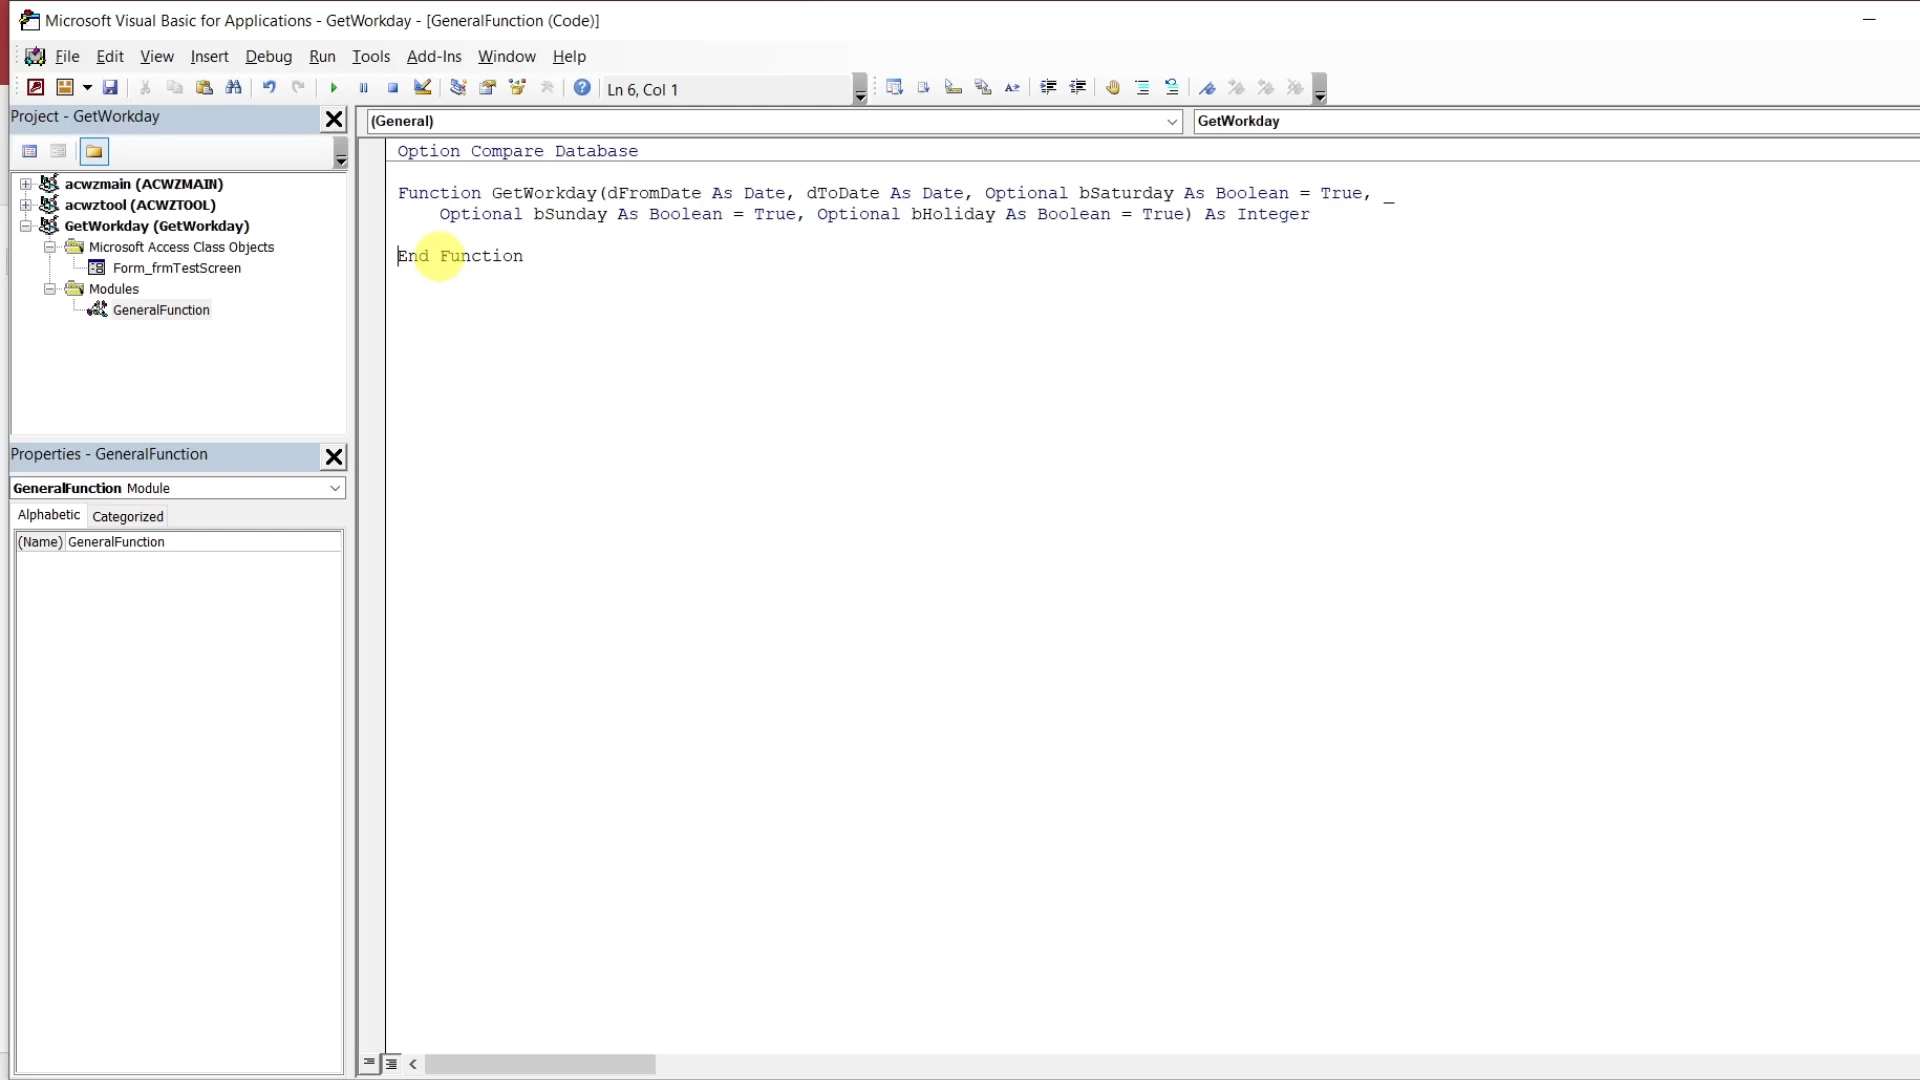 Microsoft Visual Basic for Applications - GetWorkday - [GeneralFunction (Code)]
File Edit View Insert Debug Run Tools Add-Ins Window Help
Ln 6, Col 1
Project - GetWorkday
(General) GetWorkday
acwzmain (ACWZMAIN)
acwztool (ACWZTOOL)
GetWorkday (GetWorkday)
Microsoft Access Class Objects
Form_frmTestScreen
Modules
GeneralFunction
Properties - GeneralFunction
GeneralFunction Module
Alphabetic Categorized
(Name) GeneralFunction
Option Compare Database
Function GetWorkday(dFromDate As Date, dToDate As Date, Optional bSaturday As Boolean = True, _
Optional bSunday As Boolean = True, Optional bHoliday As Boolean = True) As Integer
End Function